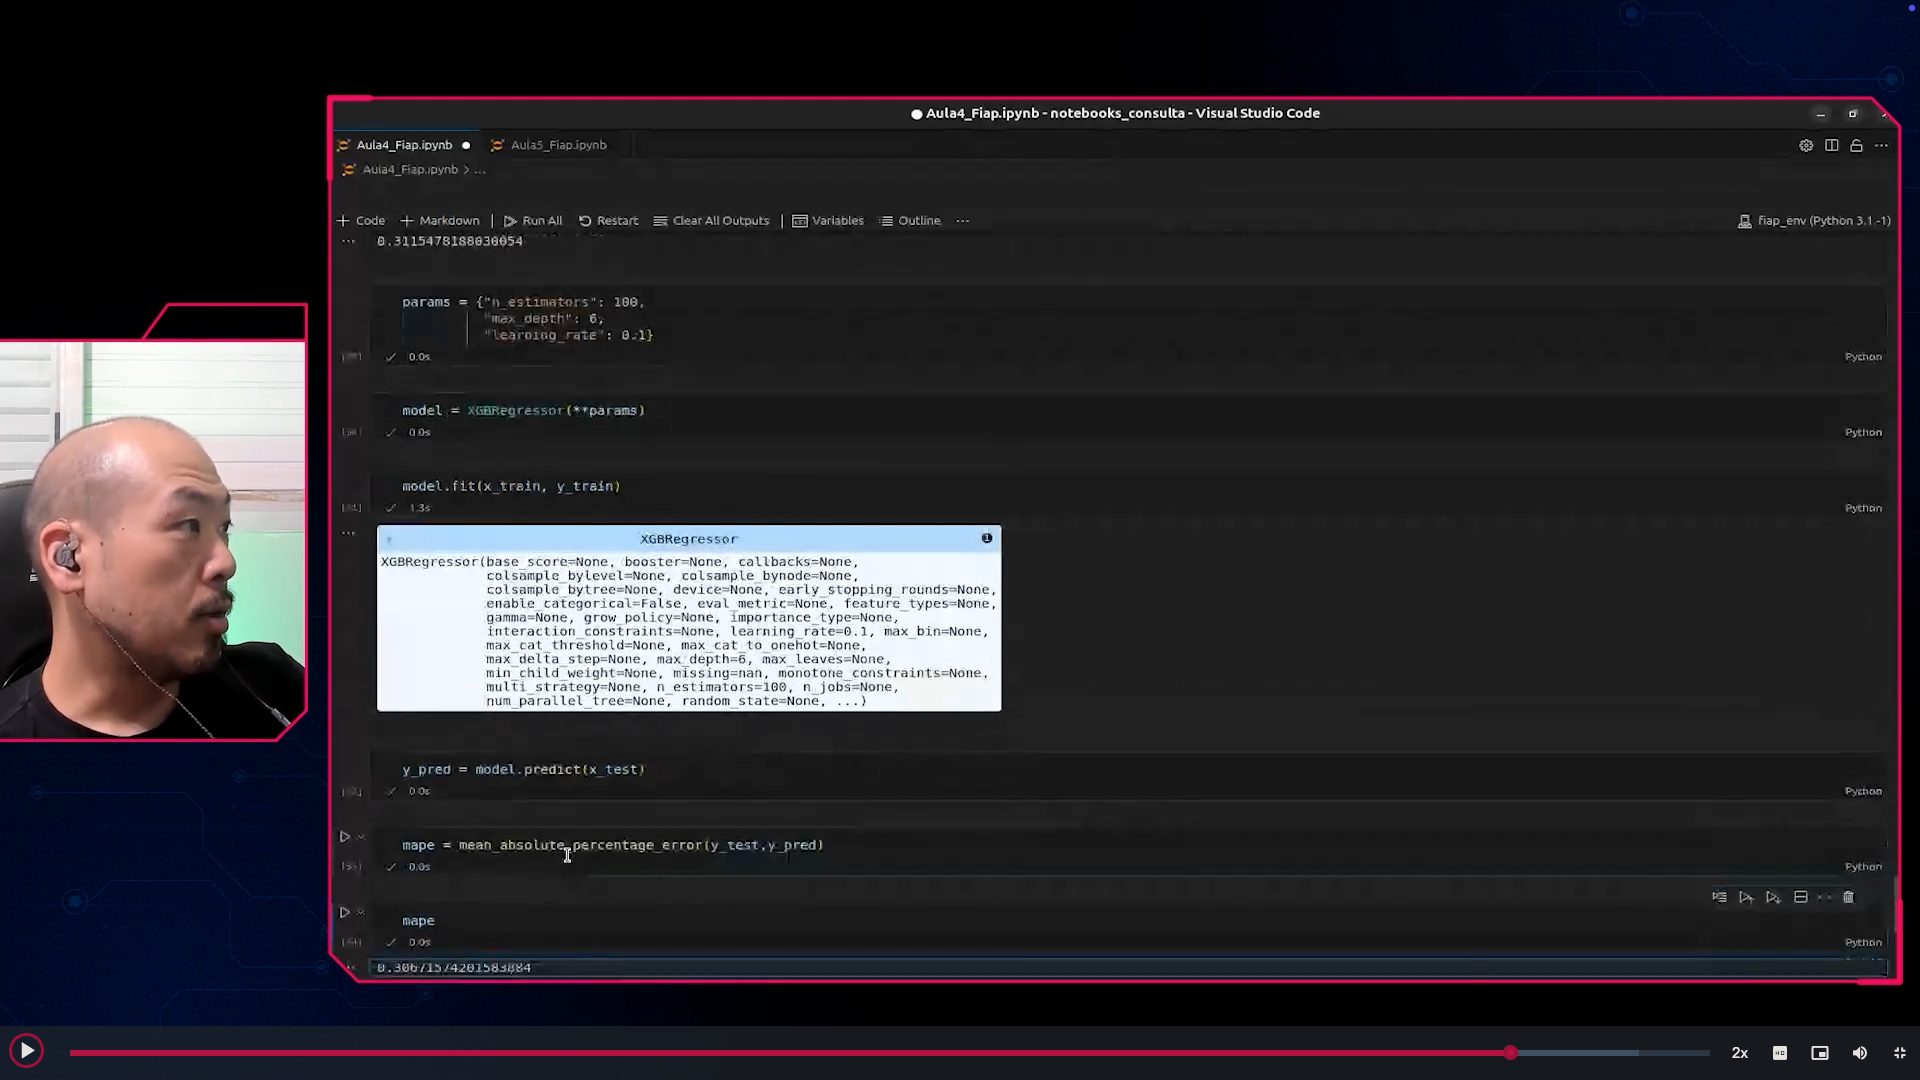 Aula4_Fiap.ipynb - notebooks_consulta - Visual Studio Code
Aula4_Fiap.ipynb
Aula5_Fiap.ipynb
Aula4_Fiap.ipynb > ...
Code
Markdown
Run All
Restart
Clear All Outputs
Variables
Outline
...
fiap_env (Python 3.1.-1)
0.3115478188030054
params = {"n_estimators": 100,
"max_depth": 6,
"learning_rate": 0.1}
0.0s
Python
model = XGBRegressor(**params)
0.0s
Python
model.fit(x_train, y_train)
1.3s
Python
XGBRegressor
XGBRegressor(base_score=None, booster=None, callbacks=None,
colsample_bylevel=None, colsample_bynode=None,
colsample_bytree=None, device=None, early_stopping_rounds=None,
enable_categorical=False, eval_metric=None, feature_types=None,
gamma=None, grow_policy=None, importance_type=None,
interaction_constraints=None, learning_rate=0.1, max_bin=None,
max_cat_threshold=None, max_cat_to_onehot=None,
max_delta_step=None, max_depth=6, max_leaves=None,
min_child_weight=None, missing=nan, monotone_constraints=None,
multi_strategy=None, n_estimators=100, n_jobs=None,
num_parallel_tree=None, random_state=None, ...)
y_pred = model.predict(x_test)
0.0s
Python
mape = mean_absolute_percentage_error(y_test,y_pred)
0.0s
Python
mape
0.0s
Python
0.30671574201583884
2x